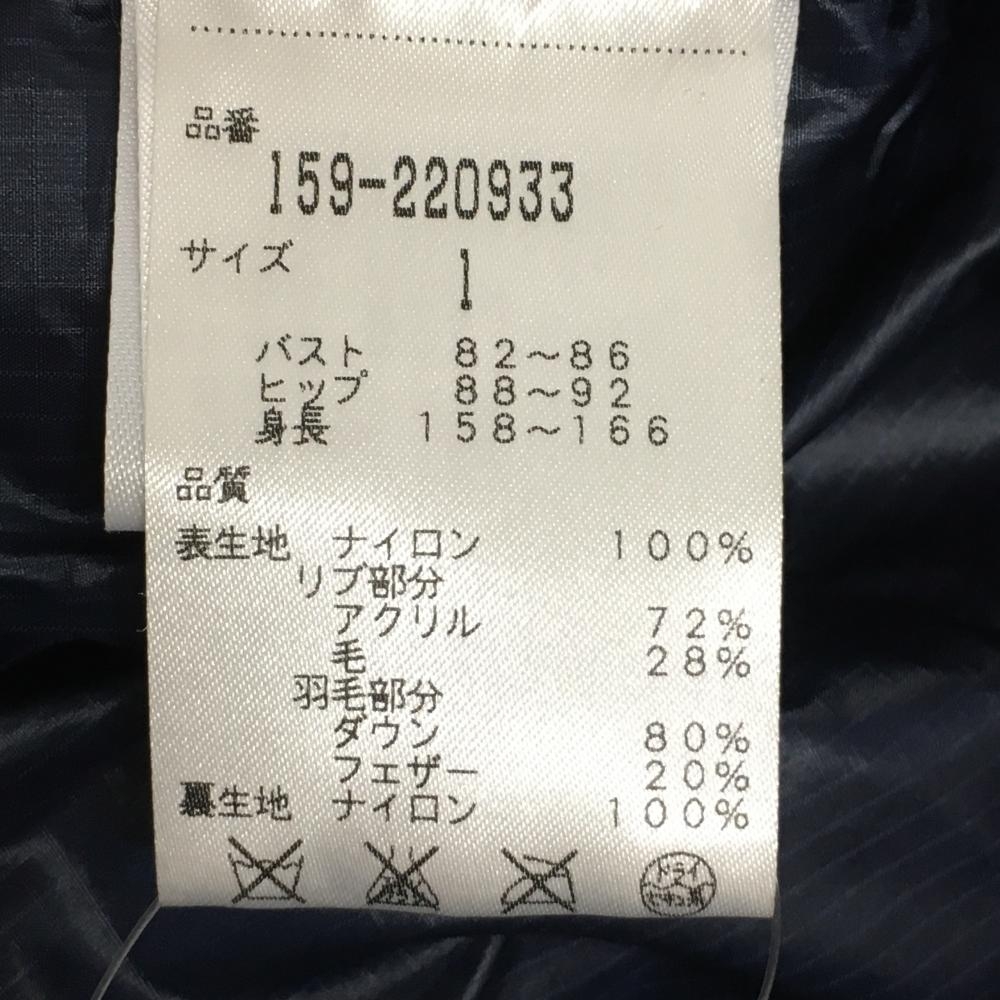 品番
159-220933
サイズ 1
バスト 82~86
ヒップ 88~92
身長 158~166
品質
表生地 ナイロン 100%
リブ部分
アクリル 72%
毛 28%
羽毛部分
ダウン 80%
フェザー 20%
裏生地 ナイロン 100%
ドライ